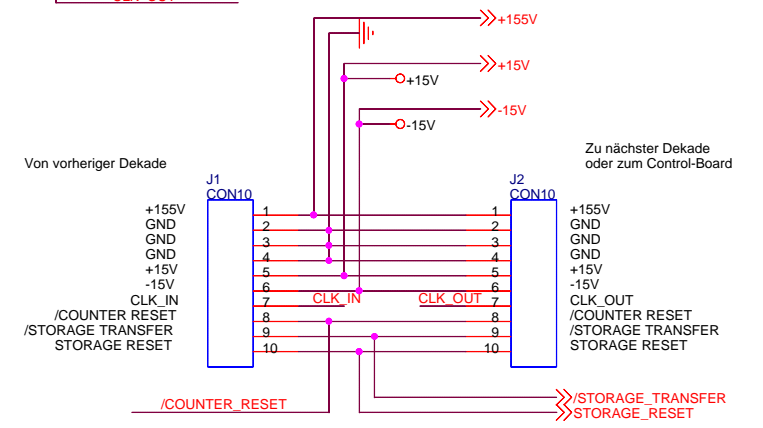 +155V
+15V
+15V
-15V
-15V
Von vorheriger Dekade
Zu nächster Dekade
oder zum Control-Board
J1
CON10
J2
CON10
+155V 1 1 +155V
GND 2 2 GND
GND 3 3 GND
GND 4 4 GND
+15V 5 5 +15V
-15V 6 6 -15V
CLK_IN 7 CLK_IN CLK_OUT 7 CLK_OUT
/COUNTER RESET 8 8 /COUNTER RESET
/STORAGE TRANSFER 9 9 /STORAGE TRANSFER
STORAGE RESET 10 10 STORAGE RESET
/COUNTER_RESET
/STORAGE_TRANSFER
STORAGE_RESET